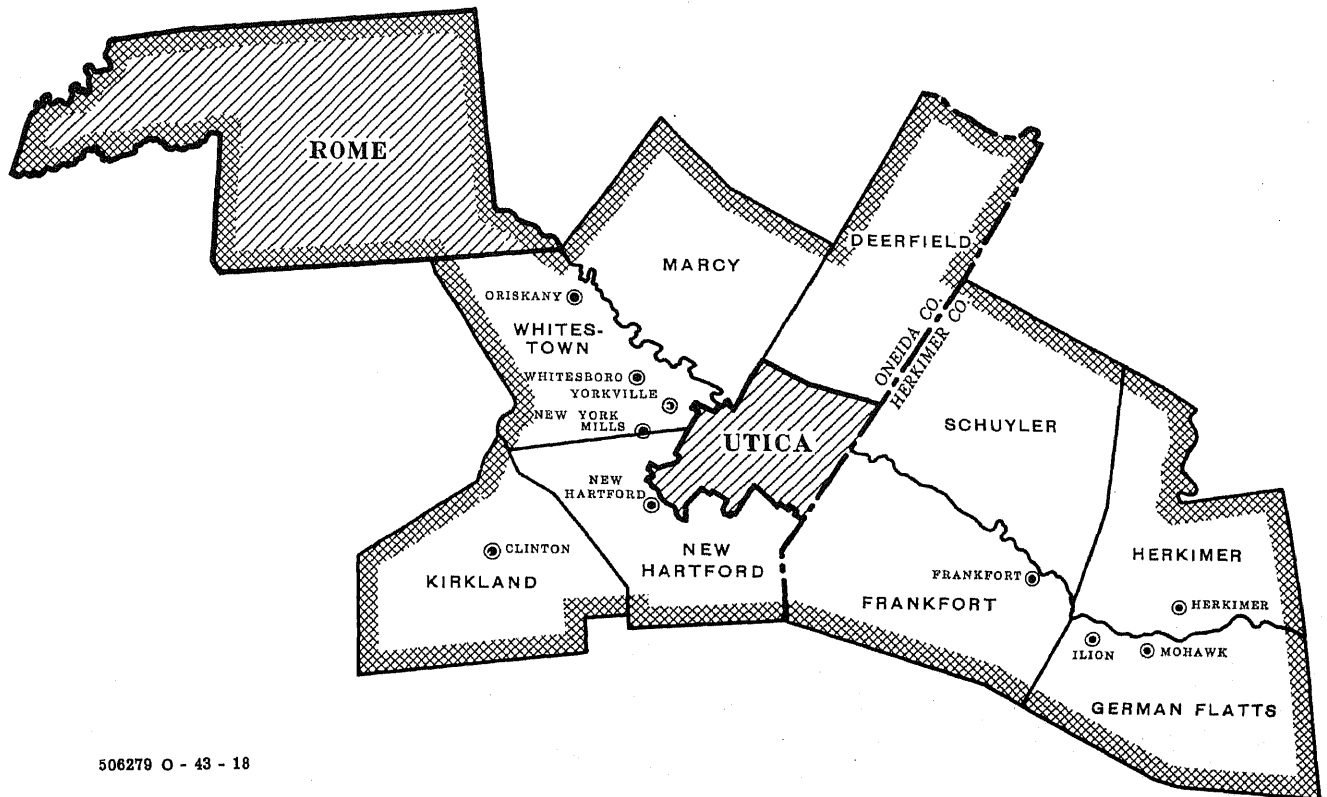 ROME
DEERFIELD
MARCY
ORISKANY
WHITES-
TOWN
WHITESBORO
YORKVILLE
NEW YORK
MILLS
ONEIDA CO.
HERKIMER CO.
SCHUYLER
UTICA
NEW
HARTFORD
CLINTON
KIRKLAND
NEW
HARTFORD
FRANKFORT
FRANKFORT
HERKIMER
HERKIMER
ILION
MOHAWK
GERMAN FLATTS
506279 O - 43 - 18